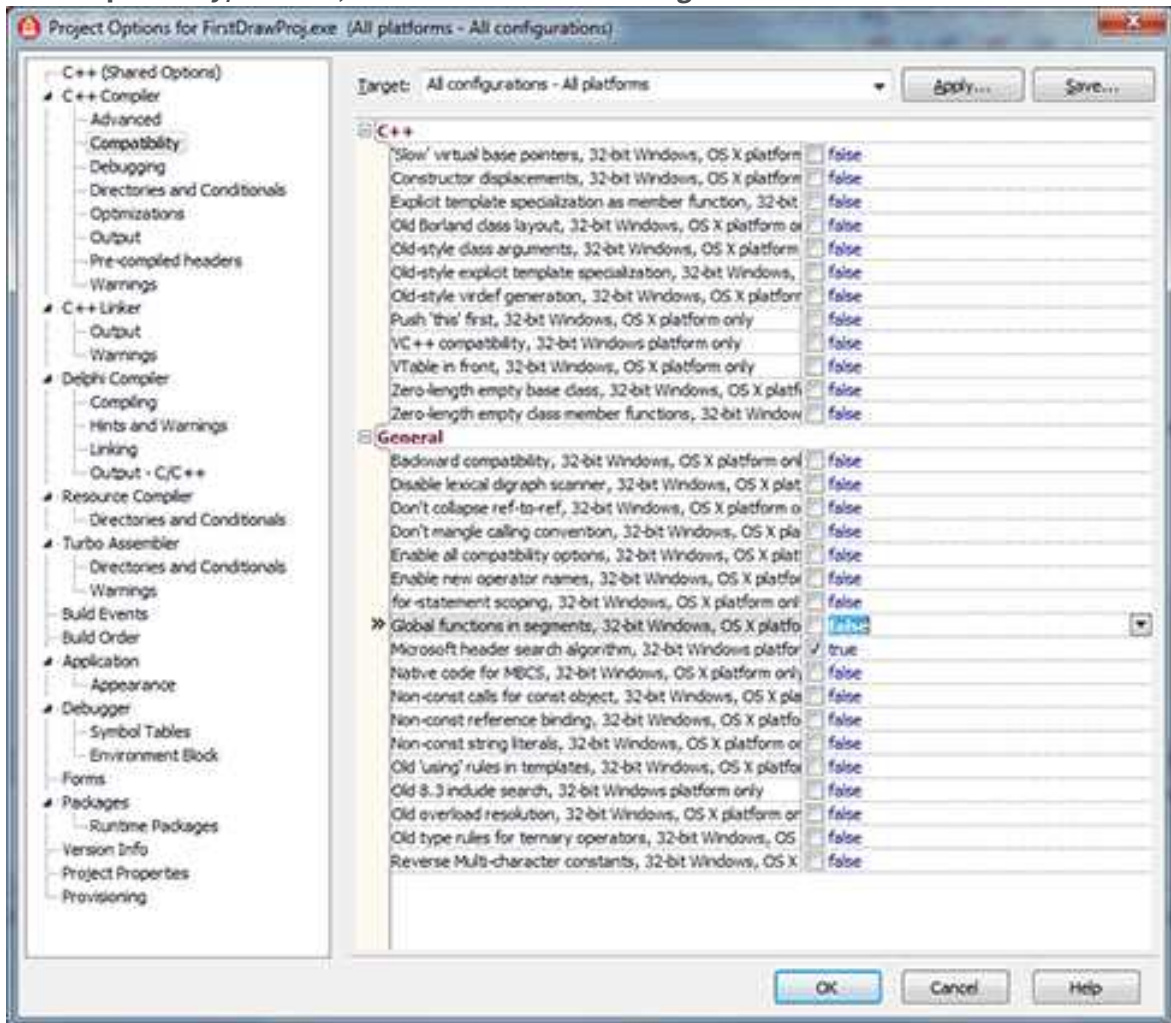 Project Options for FirstDrawProj.exe (All platforms - All configurations)
C++ (Shared Options)
C++ Compiler
Advanced
Compatibility
Debugging
Directories and Conditionals
Optimizations
Output
Pre-compiled headers
Warnings
C++ Linker
Output
Warnings
Delphi Compiler
Compiling
Hints and Warnings
Linking
Output - C/C++
Resource Compiler
Directories and Conditionals
Turbo Assembler
Directories and Conditionals
Warnings
Build Events
Build Order
Application
Appearance
Debugger
Symbol Tables
Environment Block
Forms
Packages
Runtime Packages
Version Info
Project Properties
Provisioning
Target: All configurations - All platforms Apply... Save...
C++
'Slow' virtual base pointers, 32-bit Windows, OS X platform false
Constructor displacements, 32-bit Windows, OS X platform false
Explicit template specialization as member function, 32-bit false
Old Borland class layout, 32-bit Windows, OS X platform o false
Old-style class arguments, 32-bit Windows, OS X platform false
Old-style explicit template specialization, 32-bit Windows, false
Old-style virdef generation, 32-bit Windows, OS X platform false
Push 'this' first, 32-bit Windows, OS X platform only false
VC++ compatibility, 32-bit Windows platform only false
VTable in front, 32-bit Windows, OS X platform only false
Zero-length empty base class, 32-bit Windows, OS X platf false
Zero-length empty class member functions, 32-bit Window false
General
Backward compatibility, 32-bit Windows, OS X platform onl false
Disable lexical digraph scanner, 32-bit Windows, OS X plat false
Don't collapse ref-to-ref, 32-bit Windows, OS X platform o false
Don't mangle calling convention, 32-bit Windows, OS X pla false
Enable all compatibility options, 32-bit Windows, OS X plat false
Enable new operator names, 32-bit Windows, OS X platfor false
for-statement scoping, 32-bit Windows, OS X platform onl false
» Global functions in segments, 32-bit Windows, OS X platfo false
Microsoft header search algorithm, 32-bit Windows platfor true
Native code for MBCS, 32-bit Windows, OS X platform only false
Non-const calls for const object, 32-bit Windows, OS X pla false
Non-const reference binding, 32-bit Windows, OS X platfo false
Non-const string literals, 32-bit Windows, OS X platform or false
Old 'using' rules in templates, 32-bit Windows, OS X platfor false
Old 8.3 include search, 32-bit Windows platform only false
Old overload resolution, 32-bit Windows, OS X platform or false
Old type rules for ternary operators, 32-bit Windows, OS false
Reverse Multi-character constants, 32-bit Windows, OS X false
OK Cancel Help